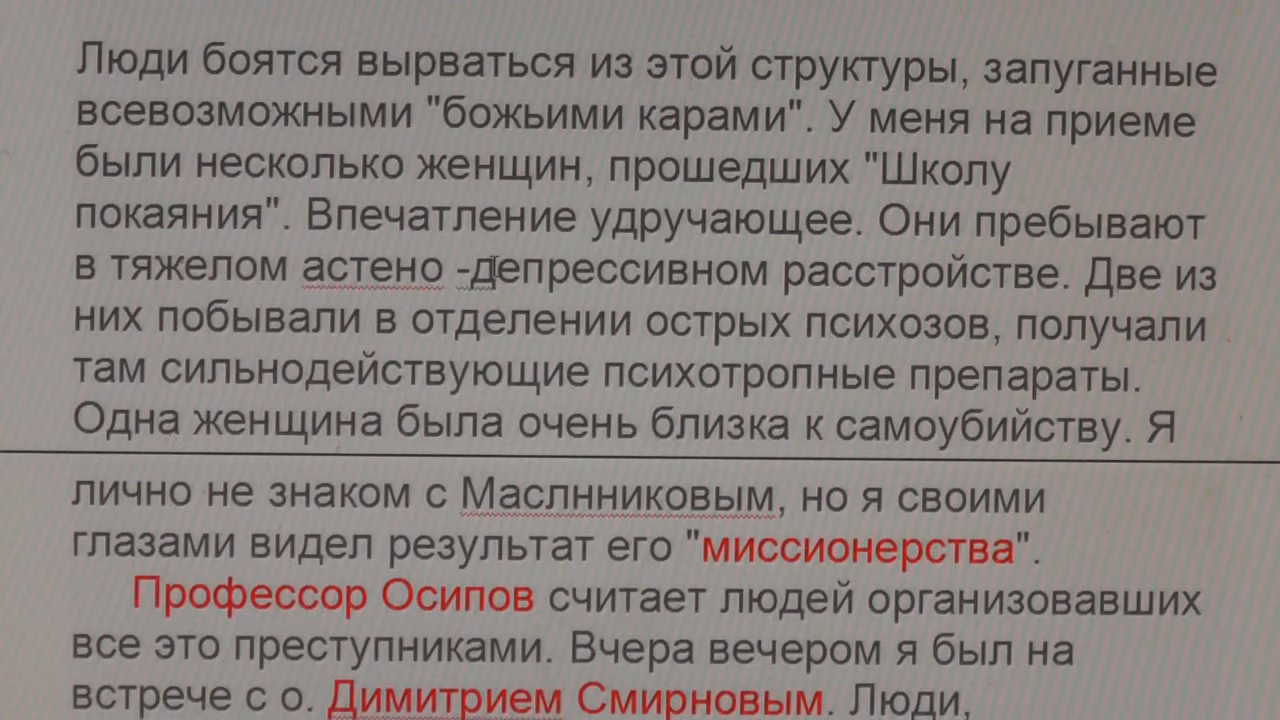 Люди боятся вырваться из этой структуры, запуганные
всевозможными "божьими карами". У меня на приеме
были несколько женщин, прошедших "Школу
покаяния". Впечатление удручающее. Они пребывают
в тяжелом астено -депрессивном расстройстве. Две из
них побывали в отделении острых психозов, получали
там сильнодействующие психотропные препараты.
Одна женщина была очень близка к самоубийству. Я
лично не знаком с Маслнниковым, но я своими
глазами видел результат его "миссионерства".
Профессор Осипов считает людей организовавших
все это преступниками. Вчера вечером я был на
встрече с о. Димитрием Смирновым. Люди,